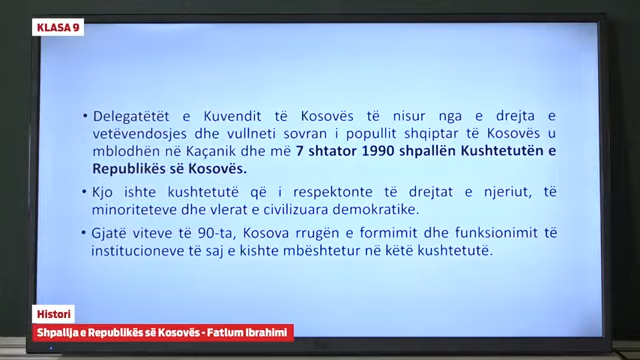 KLASA 9
• Delegatëtët e Kuvendit të Kosovës të nisur nga e drejta e
vetëvendosjes dhe vullneti sovran i popullit shqiptar të Kosovës u
mblodhën në Kaçanik dhe më 7 shtator 1990 shpallën Kushtetutën e
Republikës së Kosovës.
• Kjo ishte kushtetutë që i respektonte të drejtat e njeriut, të
minoriteteve dhe vlerat e civilizuara demokratike.
• Gjatë viteve të 90-ta, Kosova rrugën e formimit dhe funksionimit të
institucioneve të saj e kishte mbështetur në këtë kushtetutë.
Histori
Shpallja e Republikës së Kosovës - Fatlum Ibrahimi